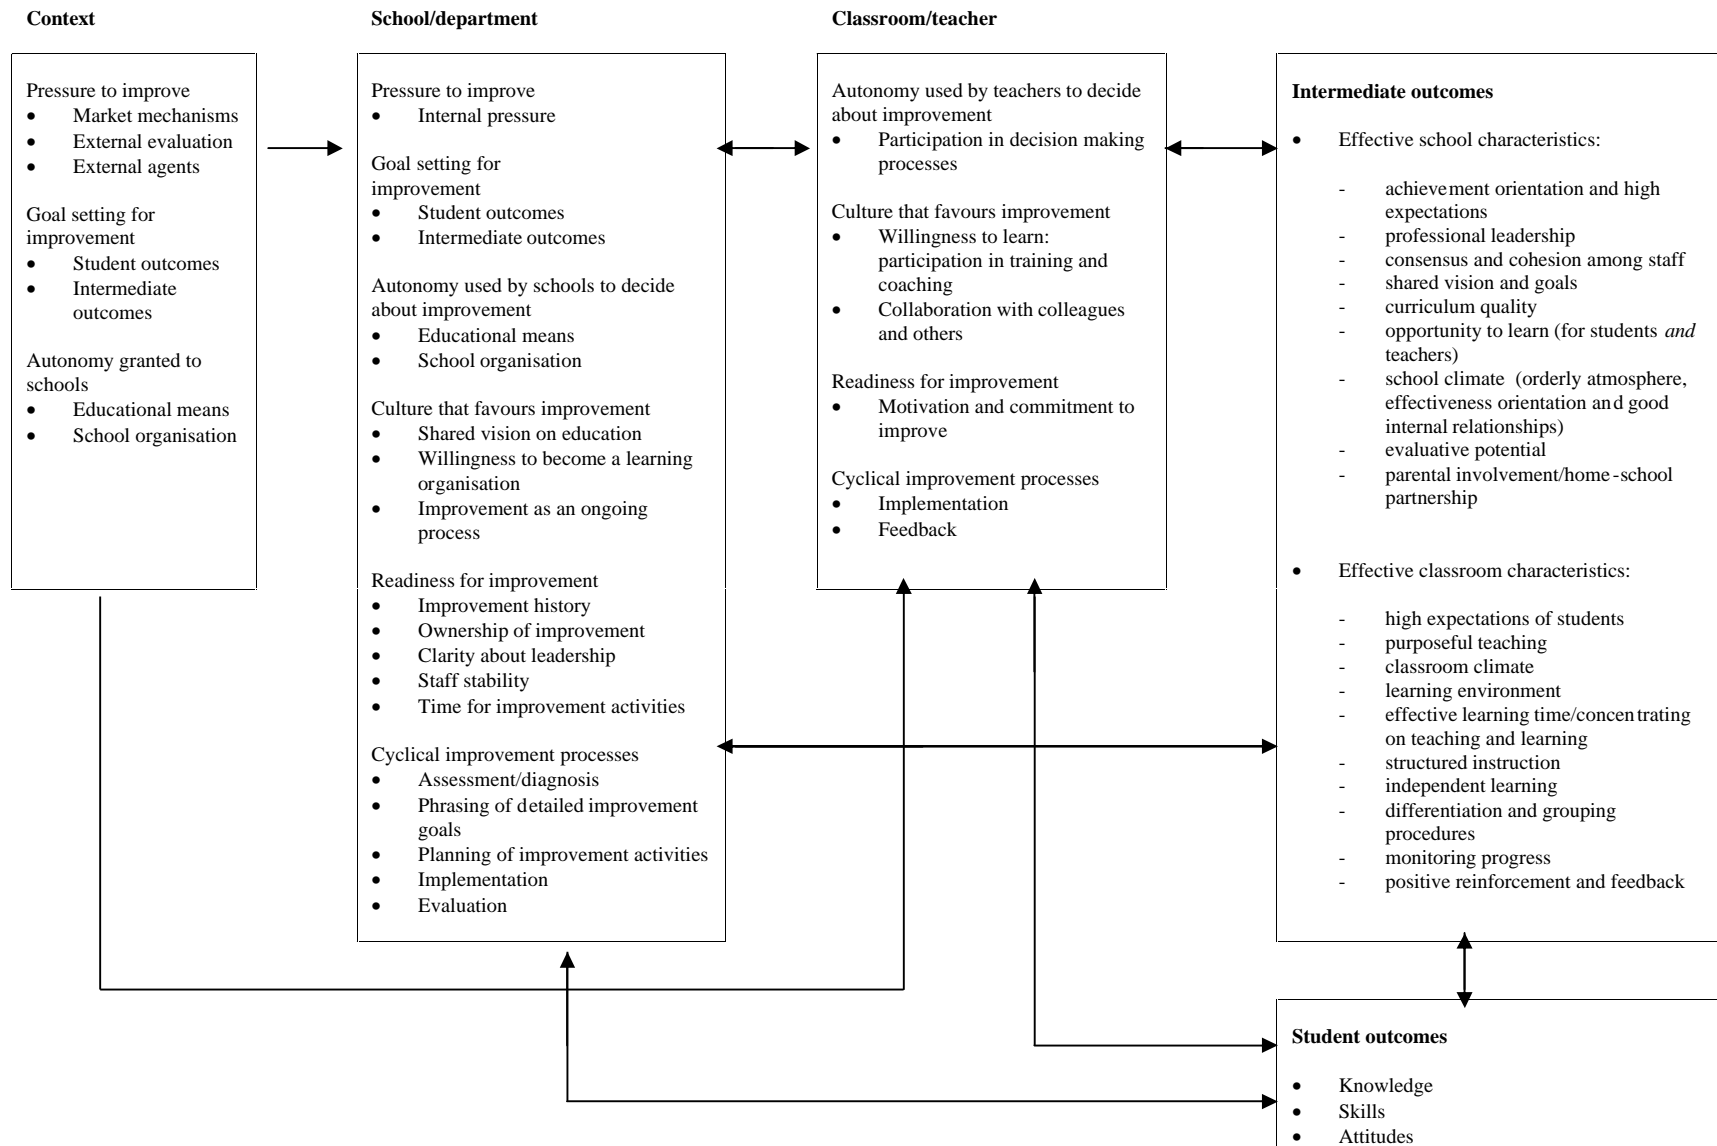 Context
School/department
Classroom/teacher
Pressure to improve
• Market mechanisms
• External evaluation
• External agents
Goal setting for
improvement
• Student outcomes
• Intermediate
outcomes
Autonomy granted to
schools
• Educational means
• School organisation
Pressure to improve
• Internal pressure
Goal setting for
improvement
• Student outcomes
• Intermediate outcomes
Autonomy used by schools to decide
about improvement
• Educational means
• School organisation
Culture that favours improvement
• Shared vision on education
• Willingness to become a learning
organisation
• Improvement as an ongoing
process
Readiness for improvement
• Improvement history
• Ownership of improvement
• Clarity about leadership
• Staff stability
• Time for improvement activities
Cyclical improvement processes
• Assessment/diagnosis
• Phrasing of detailed improvement
goals
• Planning of improvement activities
• Implementation
• Evaluation
Autonomy used by teachers to decide
about improvement
• Participation in decision making
processes
Culture that favours improvement
• Willingness to learn:
participation in training and
coaching
• Collaboration with colleagues
and others
Readiness for improvement
• Motivation and commitment to
improve
Cyclical improvement processes
• Implementation
• Feedback
Intermediate outcomes
• Effective school characteristics:
- achievement orientation and high
expectations
- professional leadership
- consensus and cohesion among staff
- shared vision and goals
- curriculum quality
- opportunity to learn (for students and
teachers)
- school climate (orderly atmosphere,
effectiveness orientation and good
internal relationships)
- evaluative potential
- parental involvement/home-school
partnership
• Effective classroom characteristics:
- high expectations of students
- purposeful teaching
- classroom climate
- learning environment
- effective learning time/concentrating
on teaching and learning
- structured instruction
- independent learning
- differentiation and grouping
procedures
- monitoring progress
- positive reinforcement and feedback
Student outcomes
• Knowledge
• Skills
• Attitudes